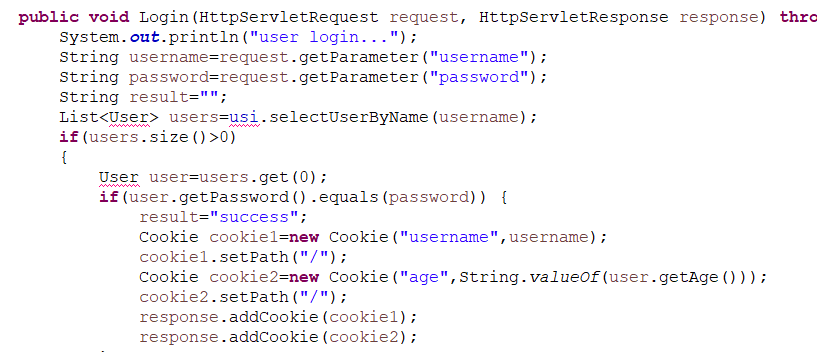 public void Login(HttpServletRequest request, HttpServletResponse response) thro
System.out.println("user login...");
String username=request.getParameter("username");
String password=request.getParameter("password");
String result="";
List<User> users=usi.selectUserByName(username);
if(users.size()>0)
{
User user=users.get(0);
if(user.getPassword().equals(password)) {
result="success";
Cookie cookie1=new Cookie("username",username);
cookie1.setPath("/");
Cookie cookie2=new Cookie("age",String.valueOf(user.getAge()));
cookie2.setPath("/");
response.addCookie(cookie1);
response.addCookie(cookie2);